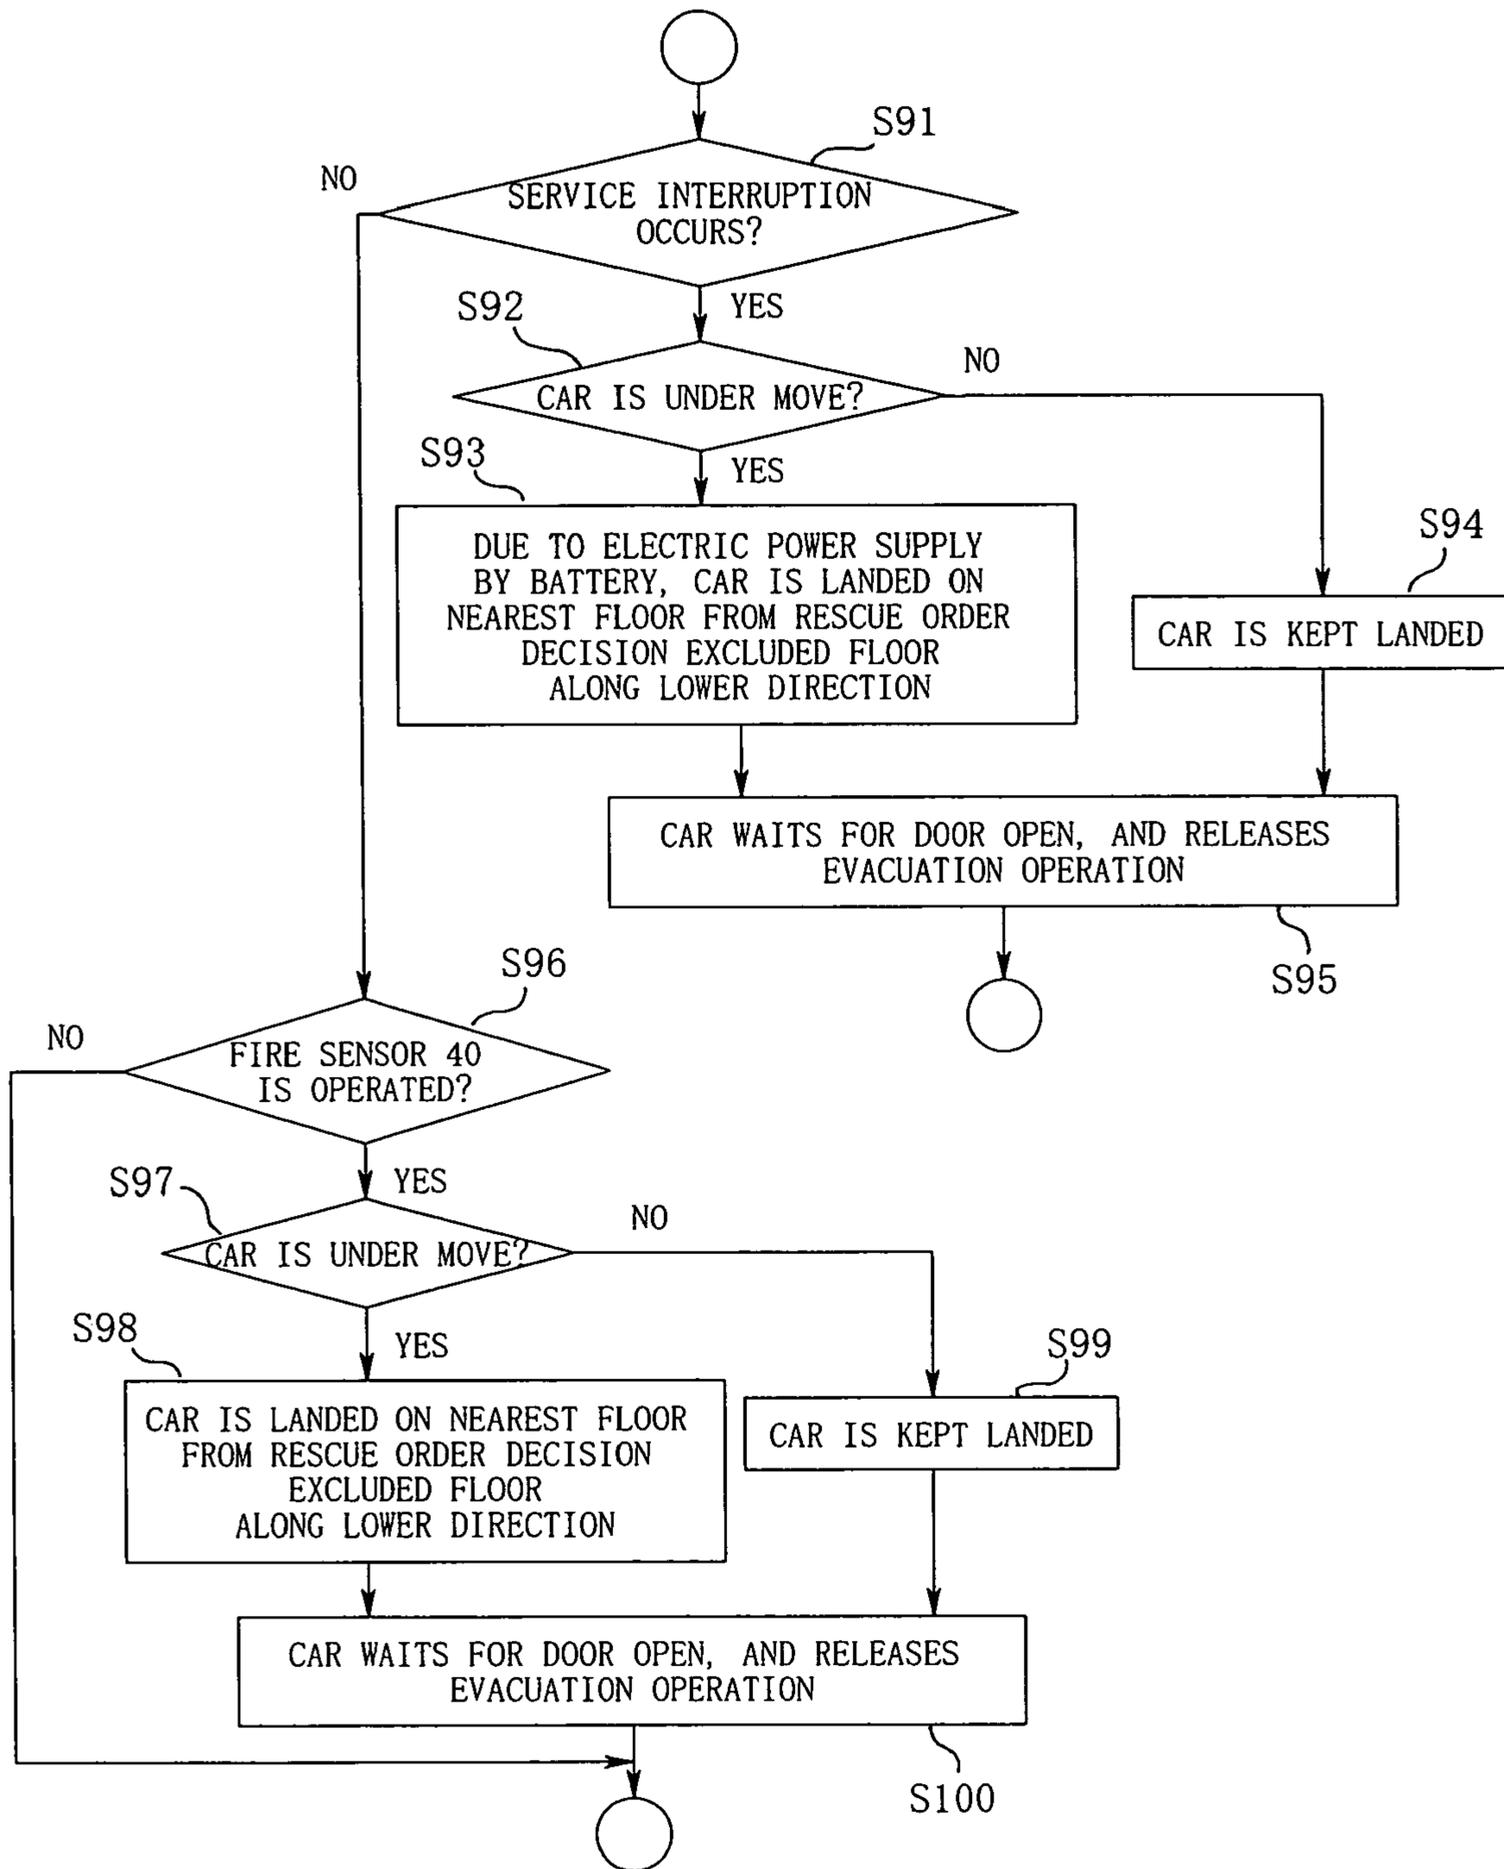 S91
NO
SERVICE INTERRUPTION
OCCURS?
YES
S92
NO
CAR IS UNDER MOVE?
YES
S93
DUE TO ELECTRIC POWER SUPPLY
BY BATTERY, CAR IS LANDED ON
NEAREST FLOOR FROM RESCUE ORDER
DECISION EXCLUDED FLOOR
ALONG LOWER DIRECTION
S94
CAR IS KEPT LANDED
CAR WAITS FOR DOOR OPEN, AND RELEASES
EVACUATION OPERATION
S95
S96
NO
FIRE SENSOR 40
IS OPERATED?
YES
S97
NO
CAR IS UNDER MOVE?
YES
S98
CAR IS LANDED ON NEAREST FLOOR
FROM RESCUE ORDER DECISION
EXCLUDED FLOOR
ALONG LOWER DIRECTION
S99
CAR IS KEPT LANDED
CAR WAITS FOR DOOR OPEN, AND RELEASES
EVACUATION OPERATION
S100